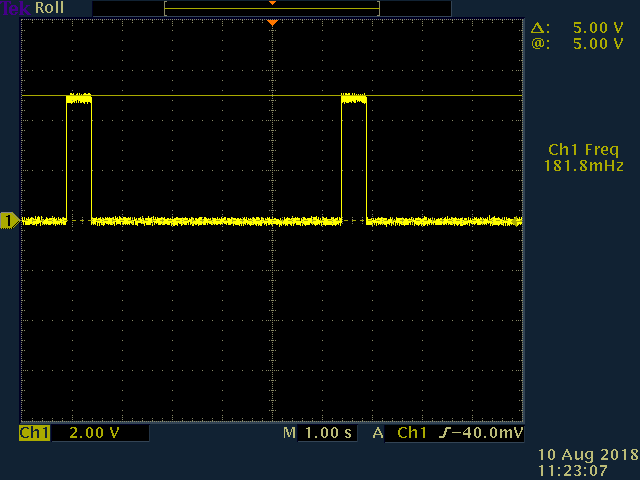 Tek Roll
Δ: 5.00 V
@: 5.00 V
Ch1 Freq
181.8mHz
1
Ch1 2.00 V M 1.00 s A Ch1 ʃ −40.0mV
10 Aug 2018
11:23:07